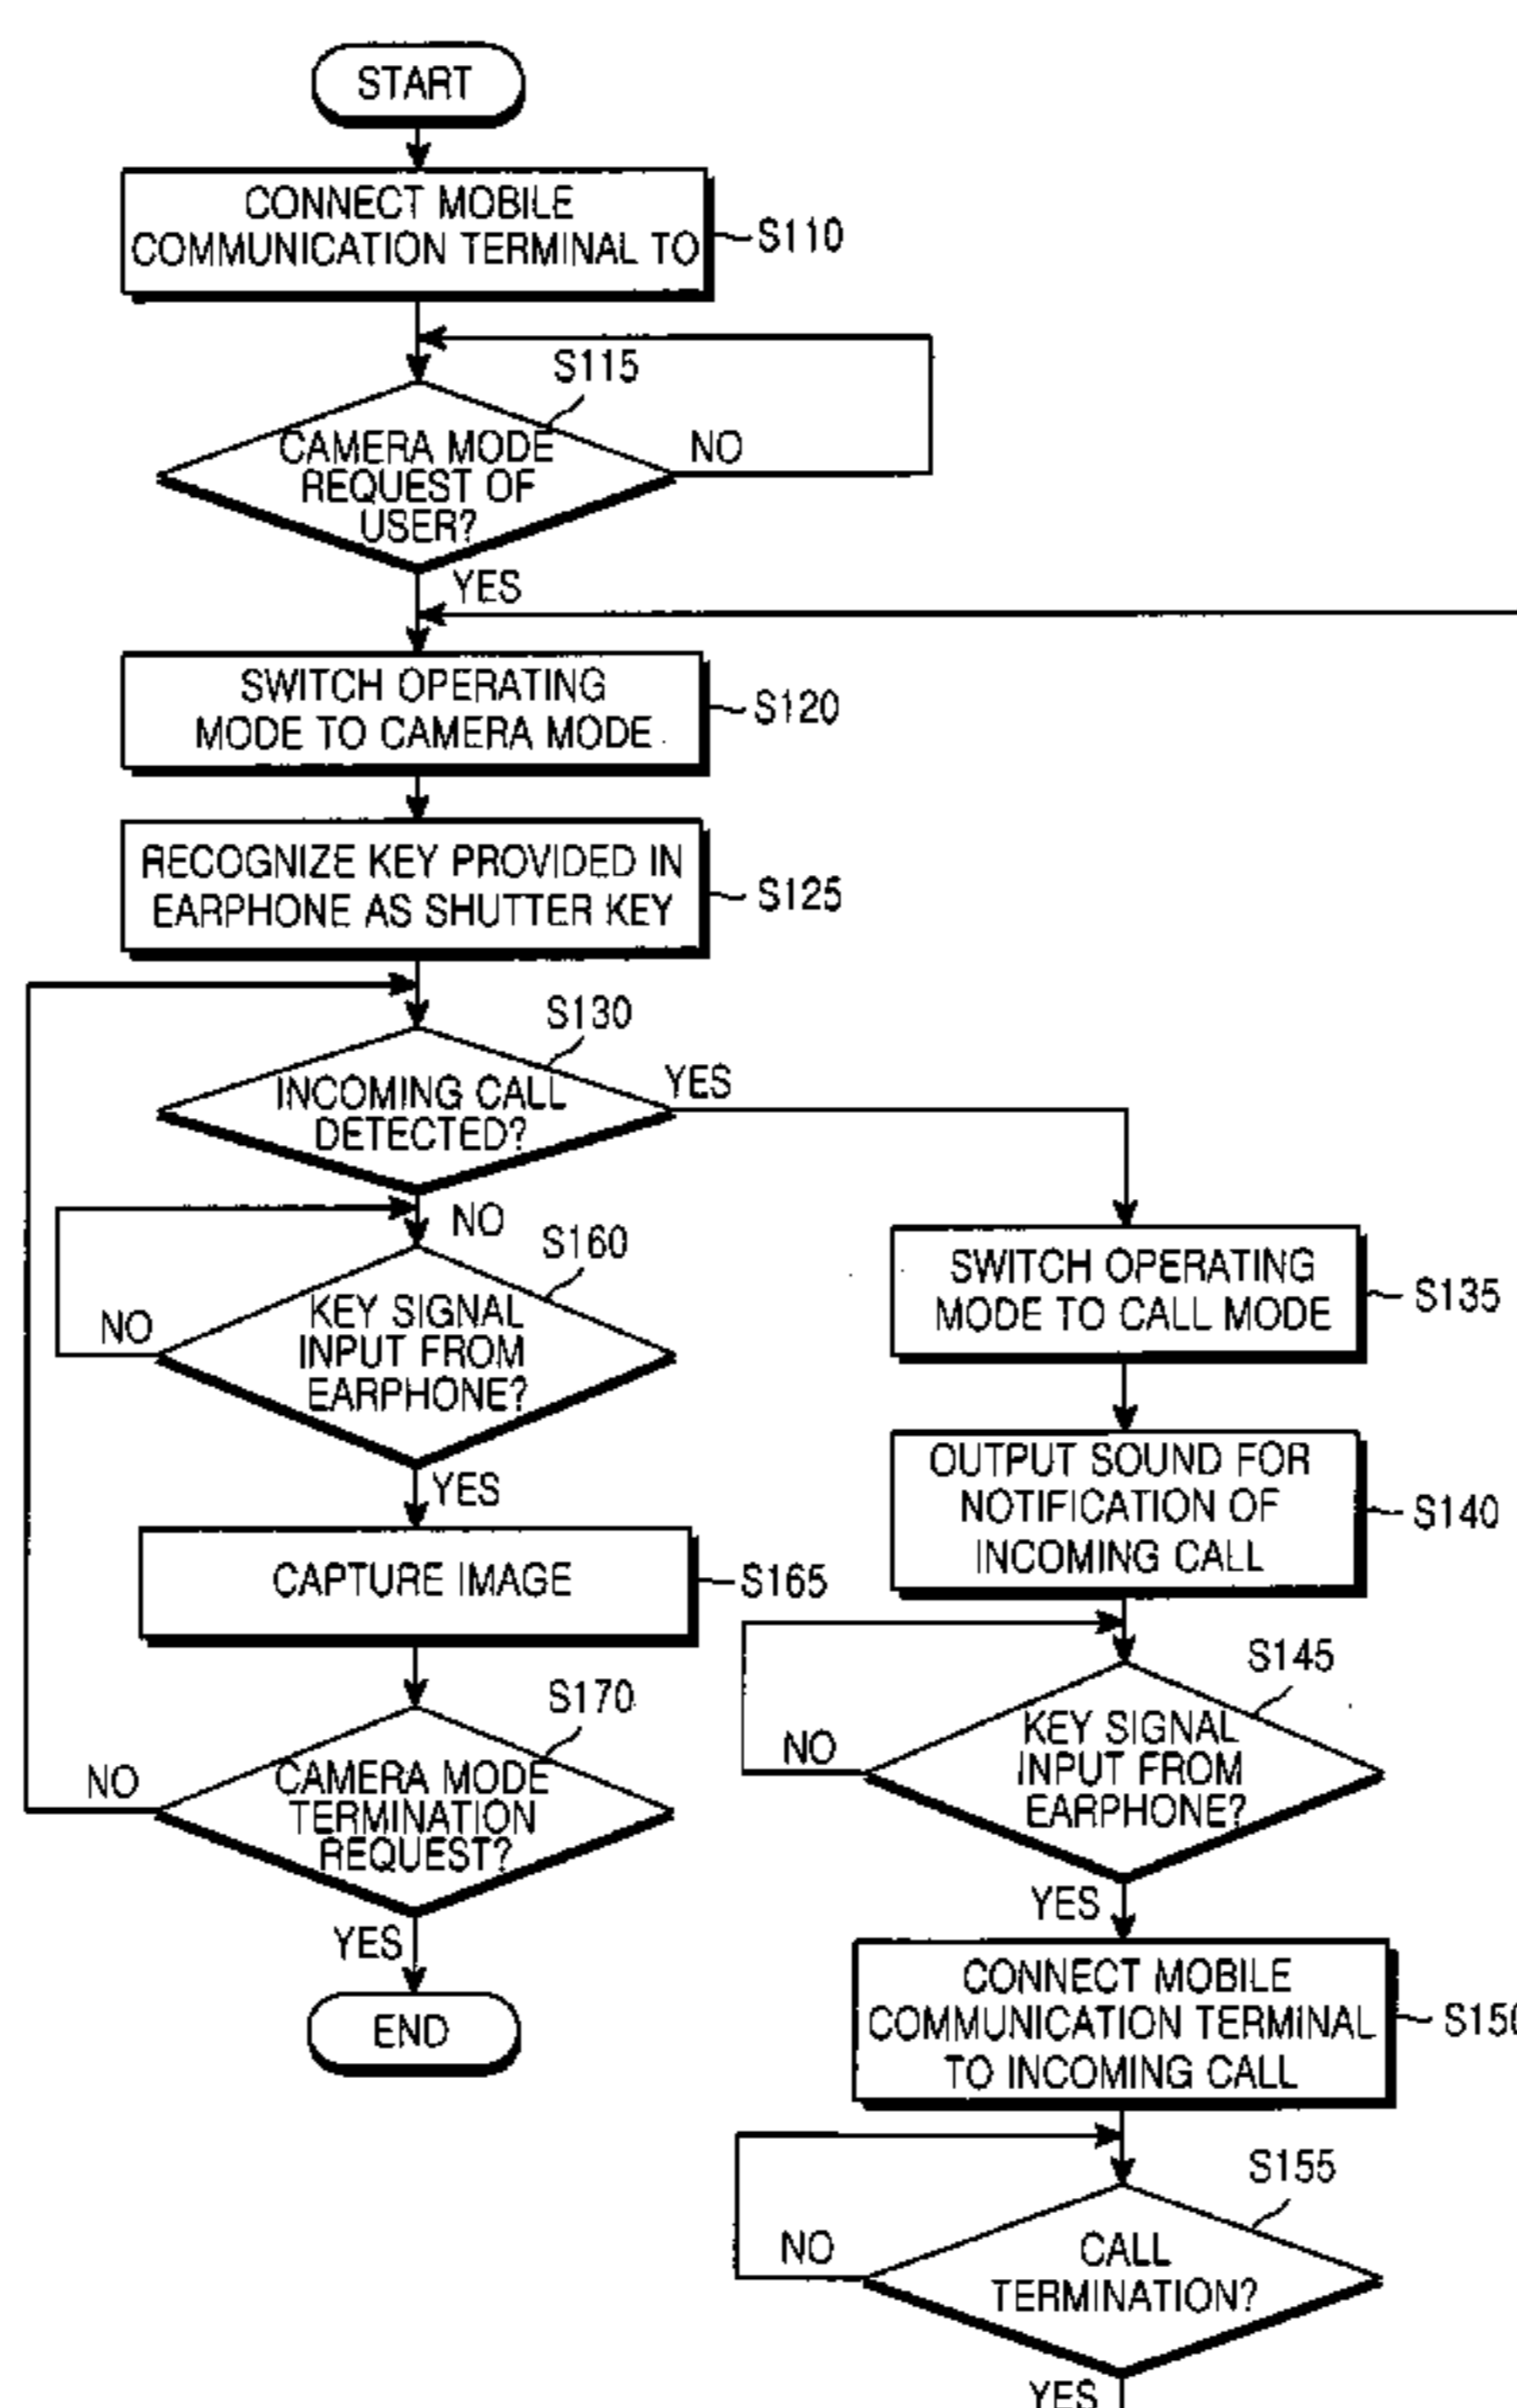 START
CONNECT MOBILE
COMMUNICATION TERMINAL TO
S110
S115
CAMERA MODE
REQUEST OF
USER?
NO
YES
SWITCH OPERATING
MODE TO CAMERA MODE
S120
RECOGNIZE KEY PROVIDED IN
EARPHONE AS SHUTTER KEY
S125
S130
INCOMING CALL
DETECTED?
YES
NO
S160
KEY SIGNAL
INPUT FROM
EARPHONE?
NO
YES
CAPTURE IMAGE
S165
S170
CAMERA MODE
TERMINATION
REQUEST?
NO
YES
END
SWITCH OPERATING
MODE TO CALL MODE
S135
OUTPUT SOUND FOR
NOTIFICATION OF
INCOMING CALL
S140
S145
KEY SIGNAL
INPUT FROM
EARPHONE?
NO
YES
CONNECT MOBILE
COMMUNICATION TERMINAL
TO INCOMING CALL
S150
S155
CALL
TERMINATION?
NO
YES